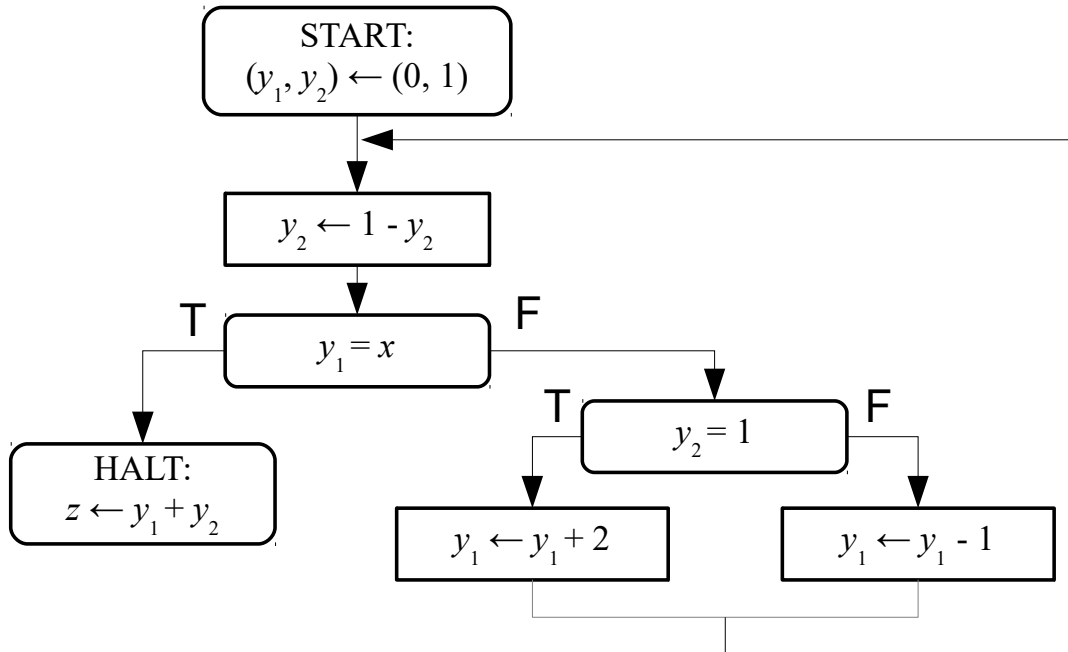 START:
(y₁, y₂) ← (0, 1)
y₂ ← 1 - y₂
T
F
y₁ = x
T
F
y₂ = 1
HALT:
z ← y₁ + y₂
y₁ ← y₁ + 2
y₁ ← y₁ - 1